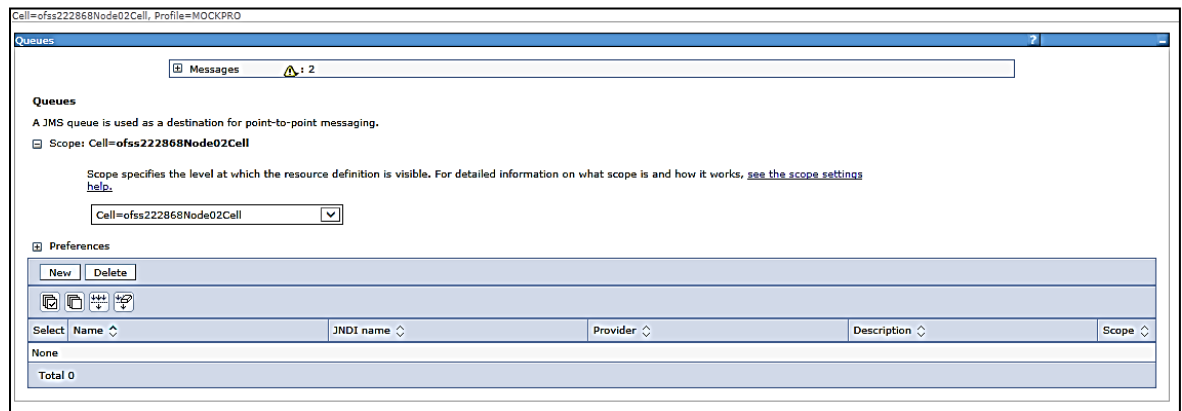 Cell=ofss222868Node02Cell, Profile=MOCKPRO
Queues ? -
Messages : 2
Queues
A JMS queue is used as a destination for point-to-point messaging.
Scope: Cell=ofss222868Node02Cell
Scope specifies the level at which the resource definition is visible. For detailed information on what scope is and how it works, see the scope settings
help.
Cell=ofss222868Node02Cell
Preferences
New Delete
Select Name JNDI name Provider Description Scope
None
Total 0